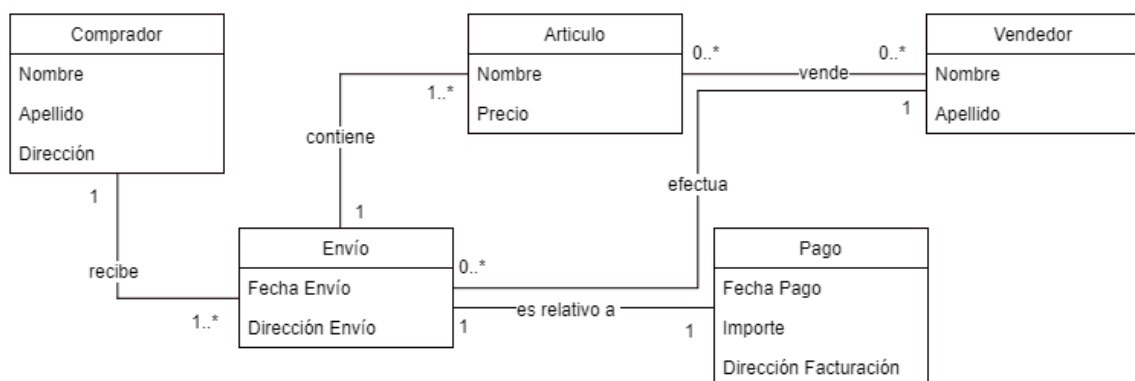 Comprador
Nombre
Apellido
Dirección
1
recibe
1..*
Articulo
Nombre
Precio
1..*
contiene
1
0..*
vende
0..*
Vendedor
Nombre
Apellido
1
efectua
0..*
Envío
Fecha Envío
Dirección Envío
1
es relativo a
1
Pago
Fecha Pago
Importe
Dirección Facturación